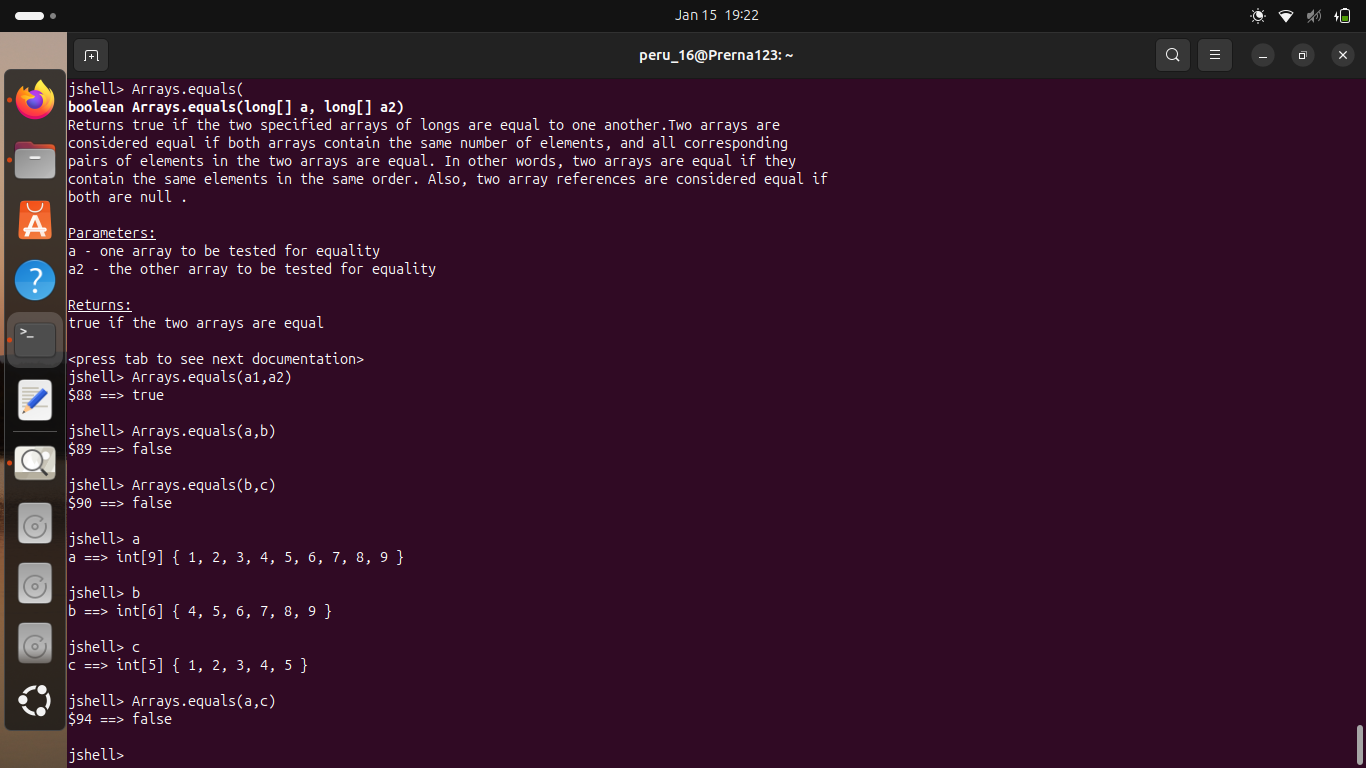 Jan 15 19:22
peru_16@Prerna123: ~
jshell> Arrays.equals(
boolean Arrays.equals(long[] a, long[] a2)
Returns true if the two specified arrays of longs are equal to one another.Two arrays are
considered equal if both arrays contain the same number of elements, and all corresponding
pairs of elements in the two arrays are equal. In other words, two arrays are equal if they
contain the same elements in the same order. Also, two array references are considered equal if
both are null .
Parameters:
a - one array to be tested for equality
a2 - the other array to be tested for equality
Returns:
true if the two arrays are equal
<press tab to see next documentation>
jshell> Arrays.equals(a1,a2)
$88 ==> true
jshell> Arrays.equals(a,b)
$89 ==> false
jshell> Arrays.equals(b,c)
$90 ==> false
jshell> a
a ==> int[9] { 1, 2, 3, 4, 5, 6, 7, 8, 9 }
jshell> b
b ==> int[6] { 4, 5, 6, 7, 8, 9 }
jshell> c
c ==> int[5] { 1, 2, 3, 4, 5 }
jshell> Arrays.equals(a,c)
$94 ==> false
jshell>